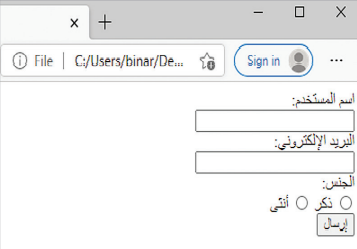 File | C:/Users/binar/De...
Sign in
اسم المستخدم:
البريد الإلكتروني:
الجنس:
ذكر أنثى
إرسال